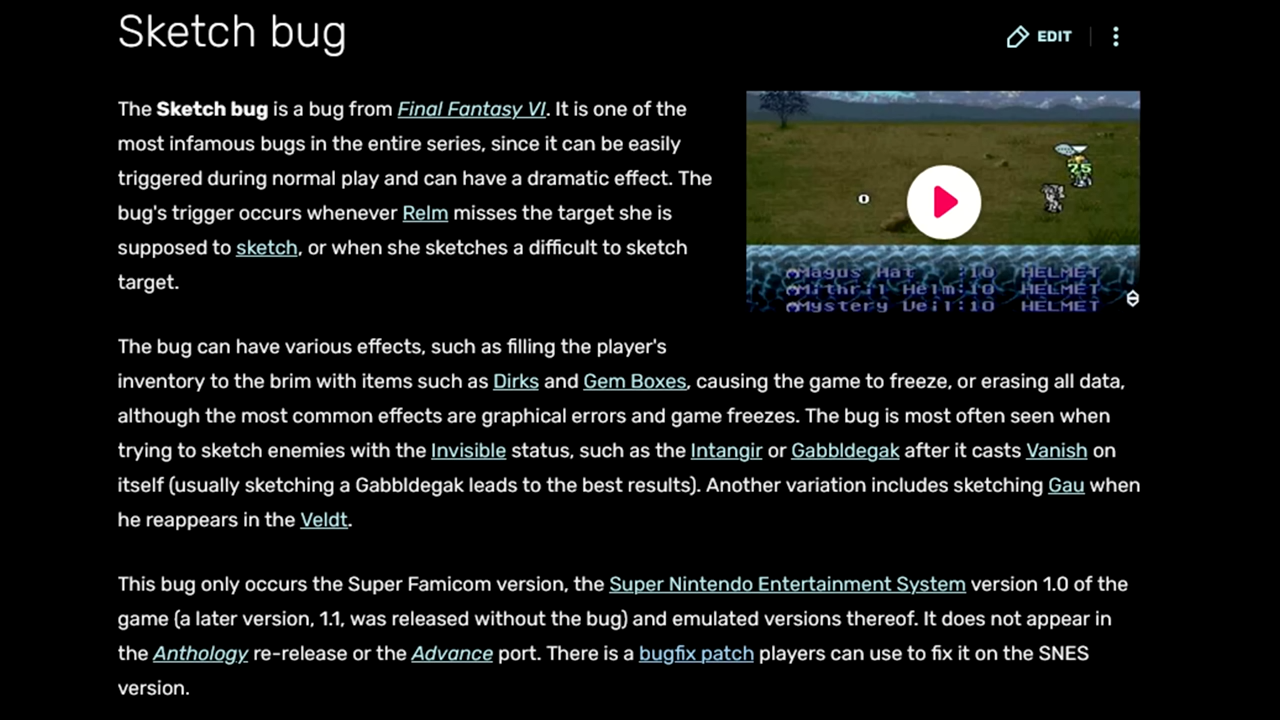 Sketch bug
EDIT
The Sketch bug is a bug from Final Fantasy VI. It is one of the
most infamous bugs in the entire series, since it can be easily
triggered during normal play and can have a dramatic effect. The
bug's trigger occurs whenever Relm misses the target she is
supposed to sketch, or when she sketches a difficult to sketch
target.
25
Magus Hat :10 HELMET
Mithril Helm:10 HELMET
Mystery Veil:10 HELMET
The bug can have various effects, such as filling the player's
inventory to the brim with items such as Dirks and Gem Boxes, causing the game to freeze, or erasing all data,
although the most common effects are graphical errors and game freezes. The bug is most often seen when
trying to sketch enemies with the Invisible status, such as the Intangir or Gabbldegak after it casts Vanish on
itself (usually sketching a Gabbldegak leads to the best results). Another variation includes sketching Gau when
he reappears in the Veldt.
This bug only occurs the Super Famicom version, the Super Nintendo Entertainment System version 1.0 of the
game (a later version, 1.1, was released without the bug) and emulated versions thereof. It does not appear in
the Anthology re-release or the Advance port. There is a bugfix patch players can use to fix it on the SNES
version.